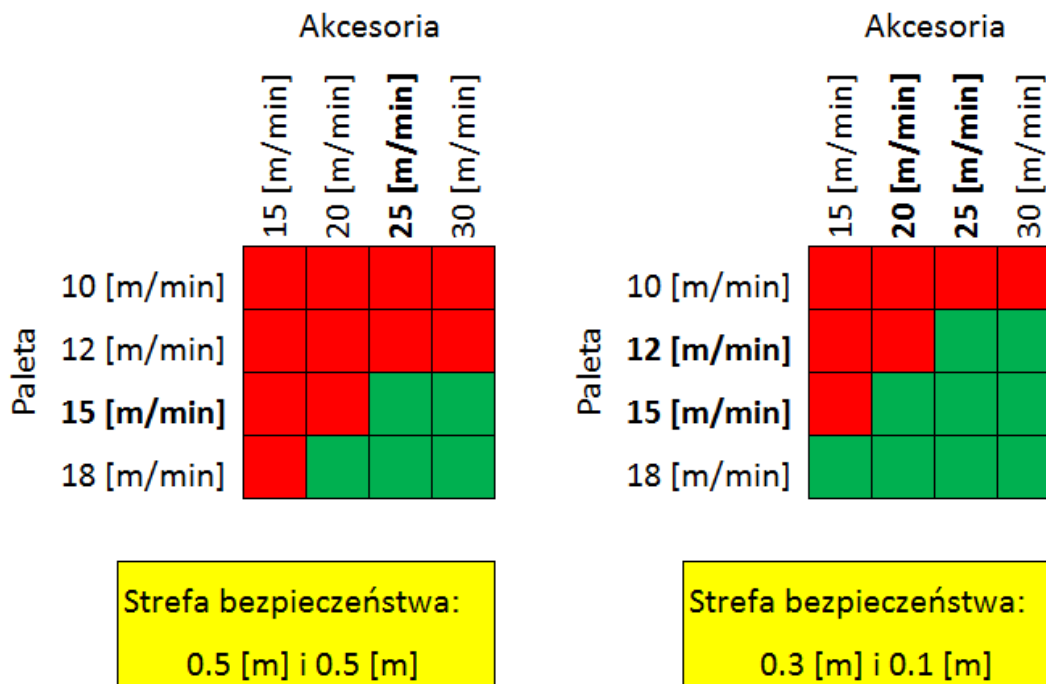 Akcesoria
15 [m/min]
20 [m/min]
25 [m/min]
30 [m/min]
Paleta
10 [m/min]
12 [m/min]
15 [m/min]
18 [m/min]
Strefa bezpieczeństwa:
0.5 [m] i 0.5 [m]
Akcesoria
15 [m/min]
20 [m/min]
25 [m/min]
30 [m/min]
Paleta
10 [m/min]
12 [m/min]
15 [m/min]
18 [m/min]
Strefa bezpieczeństwa:
0.3 [m] i 0.1 [m]